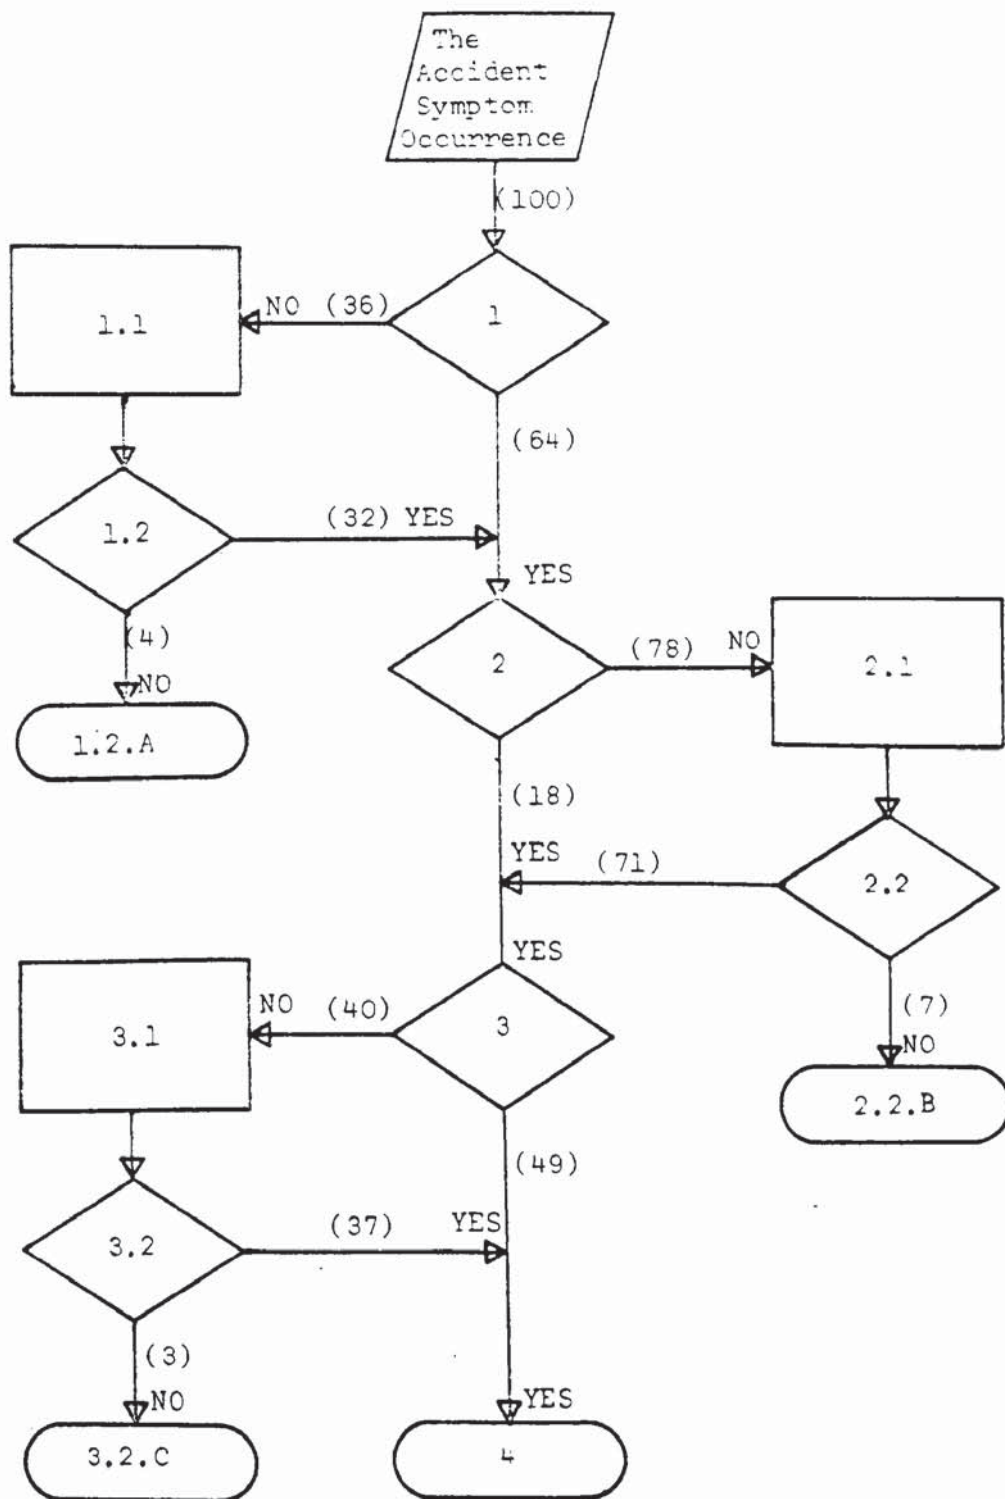 The
Accident
Symptom
Occurrence
(100)
1
NO (36)
1.1
(64)
1.2
(32) YES
YES
(4)
NO
1.2.A
2
(78) NO
2.1
(18)
YES
(71)
2.2
YES
(7)
NO
2.2.B
3
NO (40)
3.1
(49)
3.2
(37) YES
(3)
NO
3.2.C
YES
4